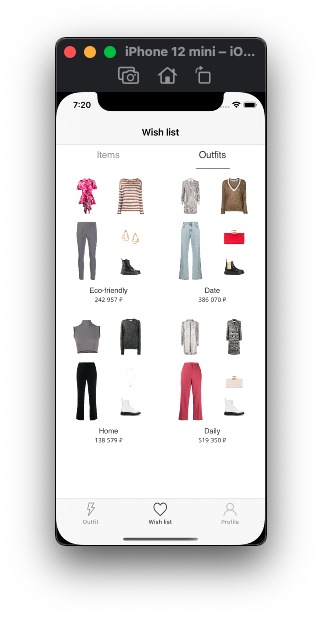 iPhone 12 mini – iO...
7:20
Wish list
Items
Outfits
Eco-friendly
242 957 ₽
Date
386 070 ₽
Home
138 579 ₽
Daily
519 350 ₽
Outfit
Wish list
Profile